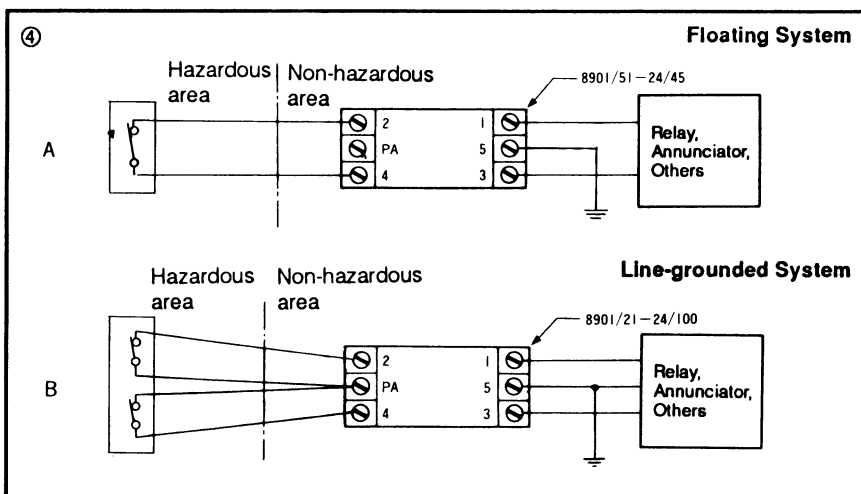 ④
Floating System
Hazardous area
Non-hazardous area
8901/51-24/45
A
2
PA
4
1
5
3
Relay, Annunciator, Others
Line-grounded System
Hazardous area
Non-hazardous area
8901/21-24/100
B
2
PA
4
1
5
3
Relay, Annunciator, Others